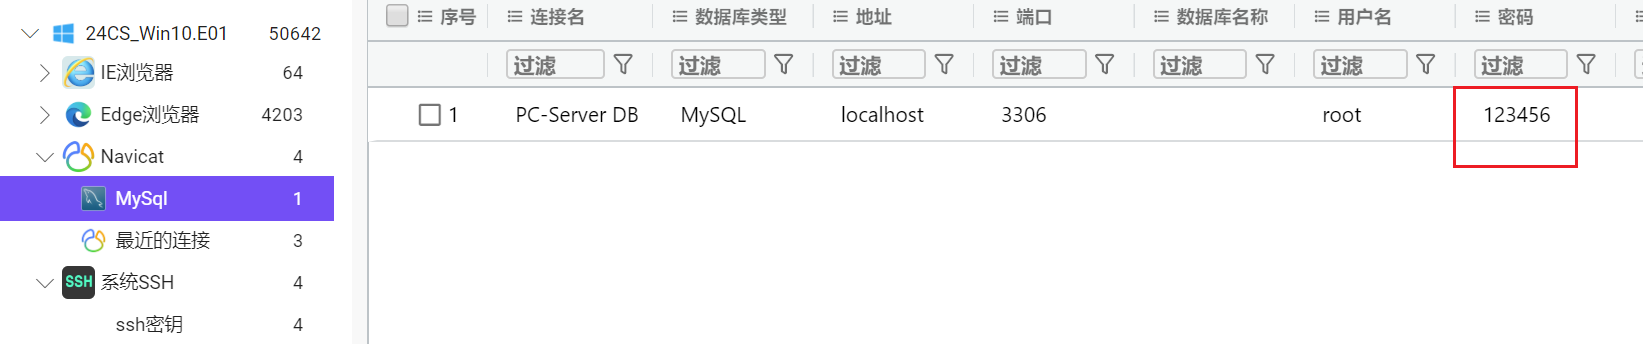 24CS_Win10.E01 50642
IE浏览器 64
Edge浏览器 4203
Navicat 4
MySql 1
最近的连接 3
SSH 系统SSH 4
ssh密钥 4
序号 连接名 数据库类型 地址 端口 数据库名称 用户名 密码
过滤 过滤 过滤 过滤 过滤 过滤 过滤
1 PC-Server DB MySQL localhost 3306 root 123456